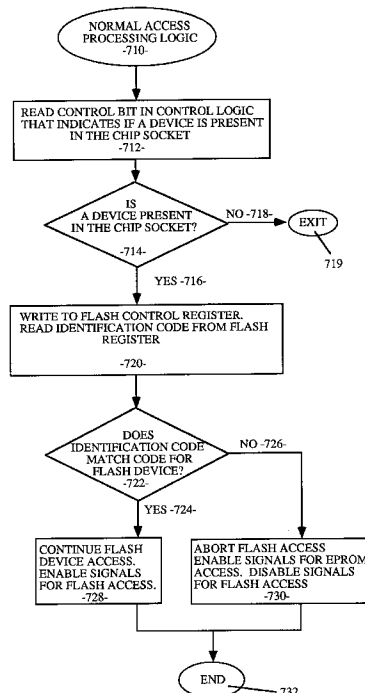 NORMAL ACCESS
PROCESSING LOGIC
-710-
READ CONTROL BIT IN CONTROL LOGIC
THAT INDICATES IF A DEVICE IS PRESENT
IN THE CHIP SOCKET
-712-
IS
A DEVICE PRESENT
IN THE CHIP SOCKET?
-714-
NO -718-
EXIT
719
YES -716-
WRITE TO FLASH CONTROL REGISTER.
READ IDENTIFICATION CODE FROM FLASH
REGISTER
-720-
DOES
IDENTIFICATION CODE
MATCH CODE FOR
FLASH DEVICE?
-722-
NO -726-
YES -724-
CONTINUE FLASH
DEVICE ACCESS.
ENABLE SIGNALS
FOR FLASH ACCESS.
-728-
ABORT FLASH ACCESS
ENABLE SIGNALS FOR EPROM
ACCESS. DISABLE SIGNALS
FOR FLASH ACCESS
-730-
END
732